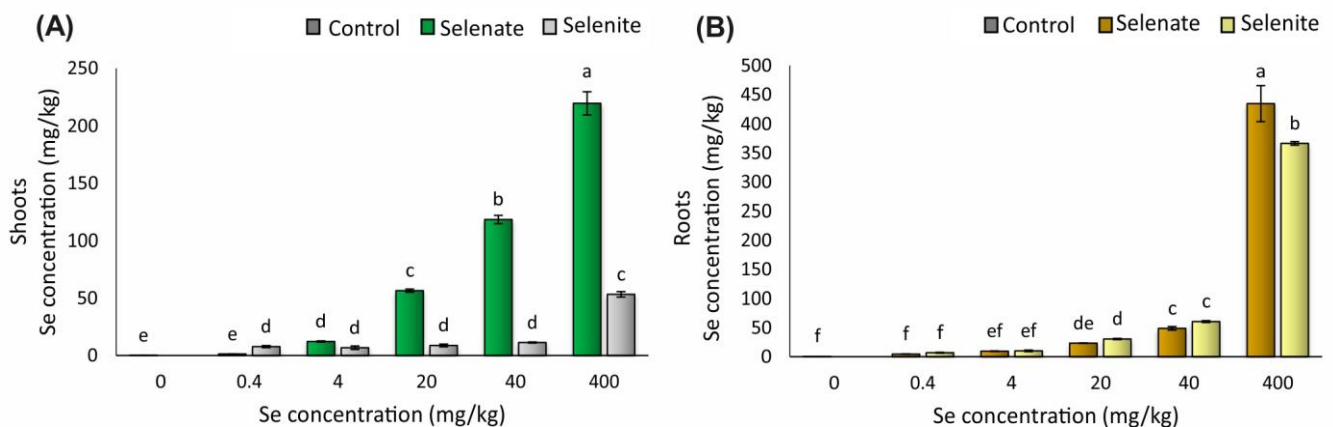 (A)
Control Selenate Selenite
Shoots
Se concentration (mg/kg)
250
200
150
100
50
0
e e d d d c d b d a c
0 0.4 4 20 40 400
Se concentration (mg/kg)
(B)
Control Selenate Selenite
Roots
Se concentration (mg/kg)
500
450
400
350
300
250
200
150
100
50
0
f f f ef ef de d c c a b
0 0.4 4 20 40 400
Se concentration (mg/kg)